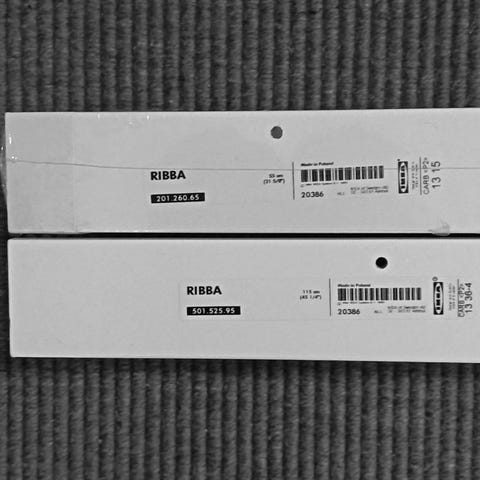 RIBBA
201.260.65
55 cm
(21 5/8")
Made in Poland
20386
IKEA
CARB <P2>
13 15
RIBBA
501.525.95
115 cm
(45 1/4")
Made in Poland
20386
IKEA
CARB <P2>
13 36-4